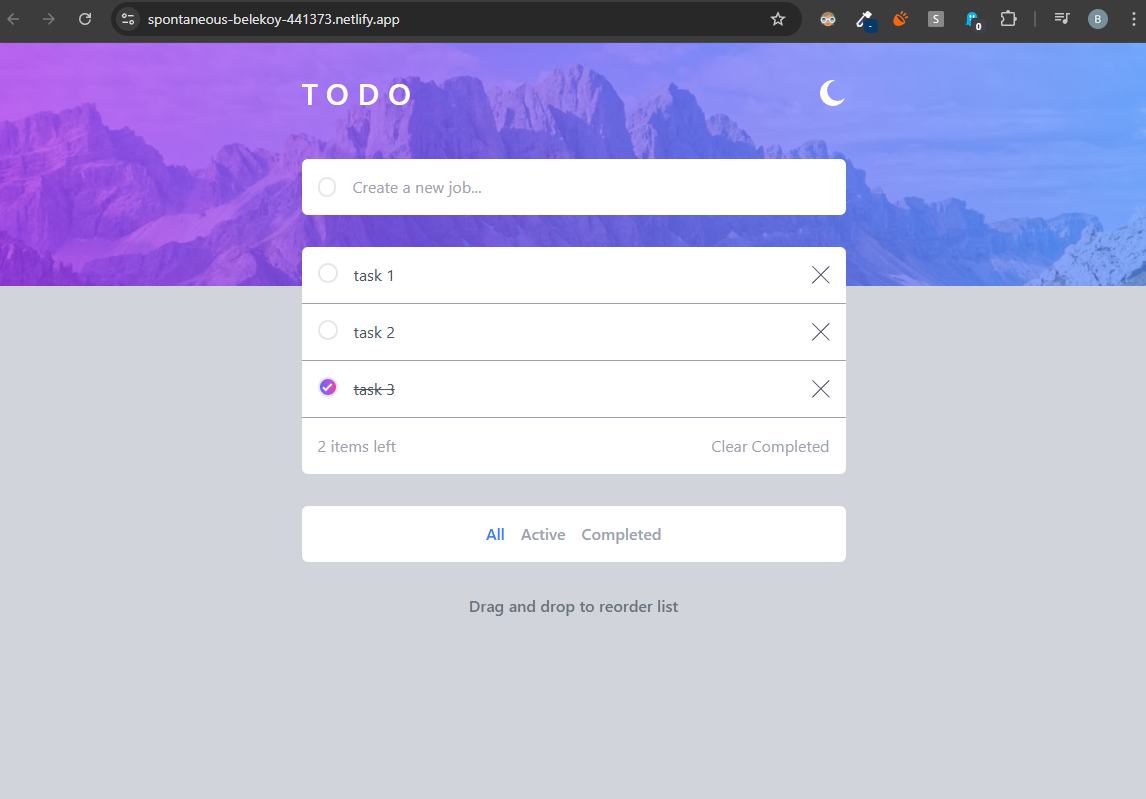 spontaneous-belekoy-441373.netlify.app
S
0
B
TODO
Create a new job...
task 1
task 2
task 3
2 items left Clear Completed
All Active Completed
Drag and drop to reorder list